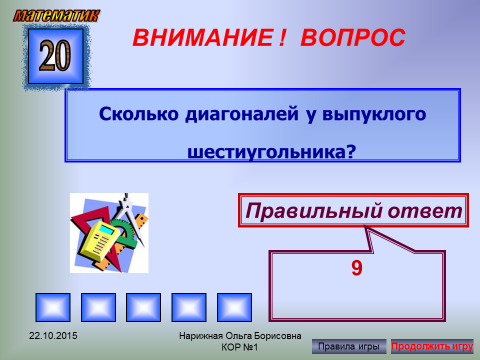 математик
20
ВНИМАНИЕ ! ВОПРОС
Сколько диагоналей у выпуклого
шестиугольника?
Правильный ответ
9
22.10.2015
Нарижная Ольга Борисовна
КОР №1
Правила игры
Продолжить игру